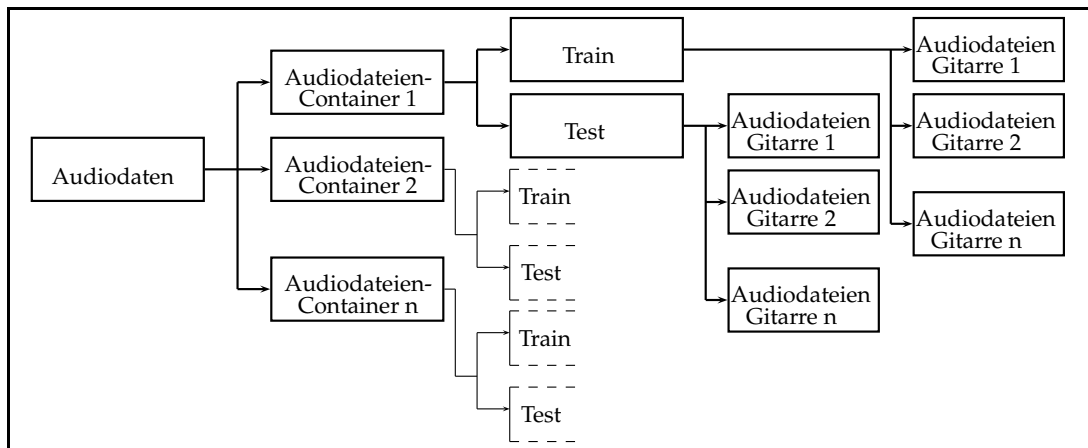 Audiodaten
Audiodateien-
Container 1
Audiodateien-
Container 2
Audiodateien-
Container n
Train
Test
Train
Test
Train
Test
Audiodateien
Gitarre 1
Audiodateien
Gitarre 2
Audiodateien
Gitarre n
Audiodateien
Gitarre 1
Audiodateien
Gitarre 2
Audiodateien
Gitarre n